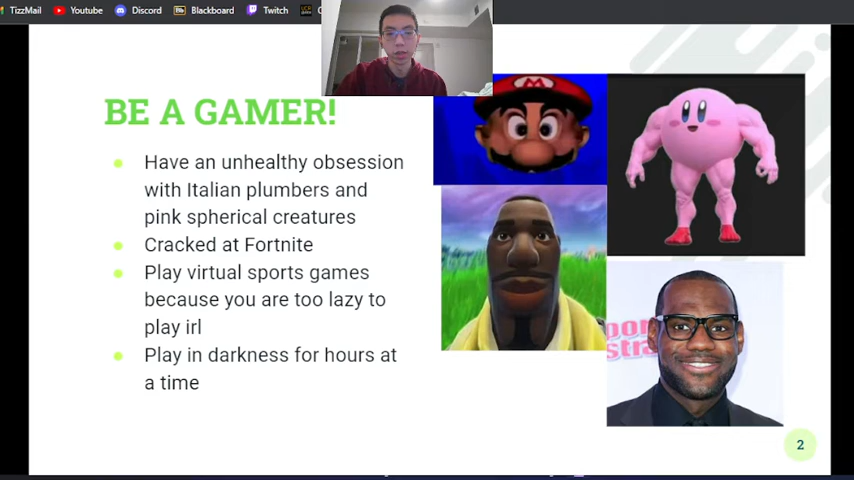 TizzMail
Youtube
Discord
Blackboard
Twitch
BE A GAMER!
Have an unhealthy obsession
with Italian plumbers and
pink spherical creatures
Cracked at Fortnite
Play virtual sports games
because you are too lazy to
play irl
Play in darkness for hours at
a time
M
2